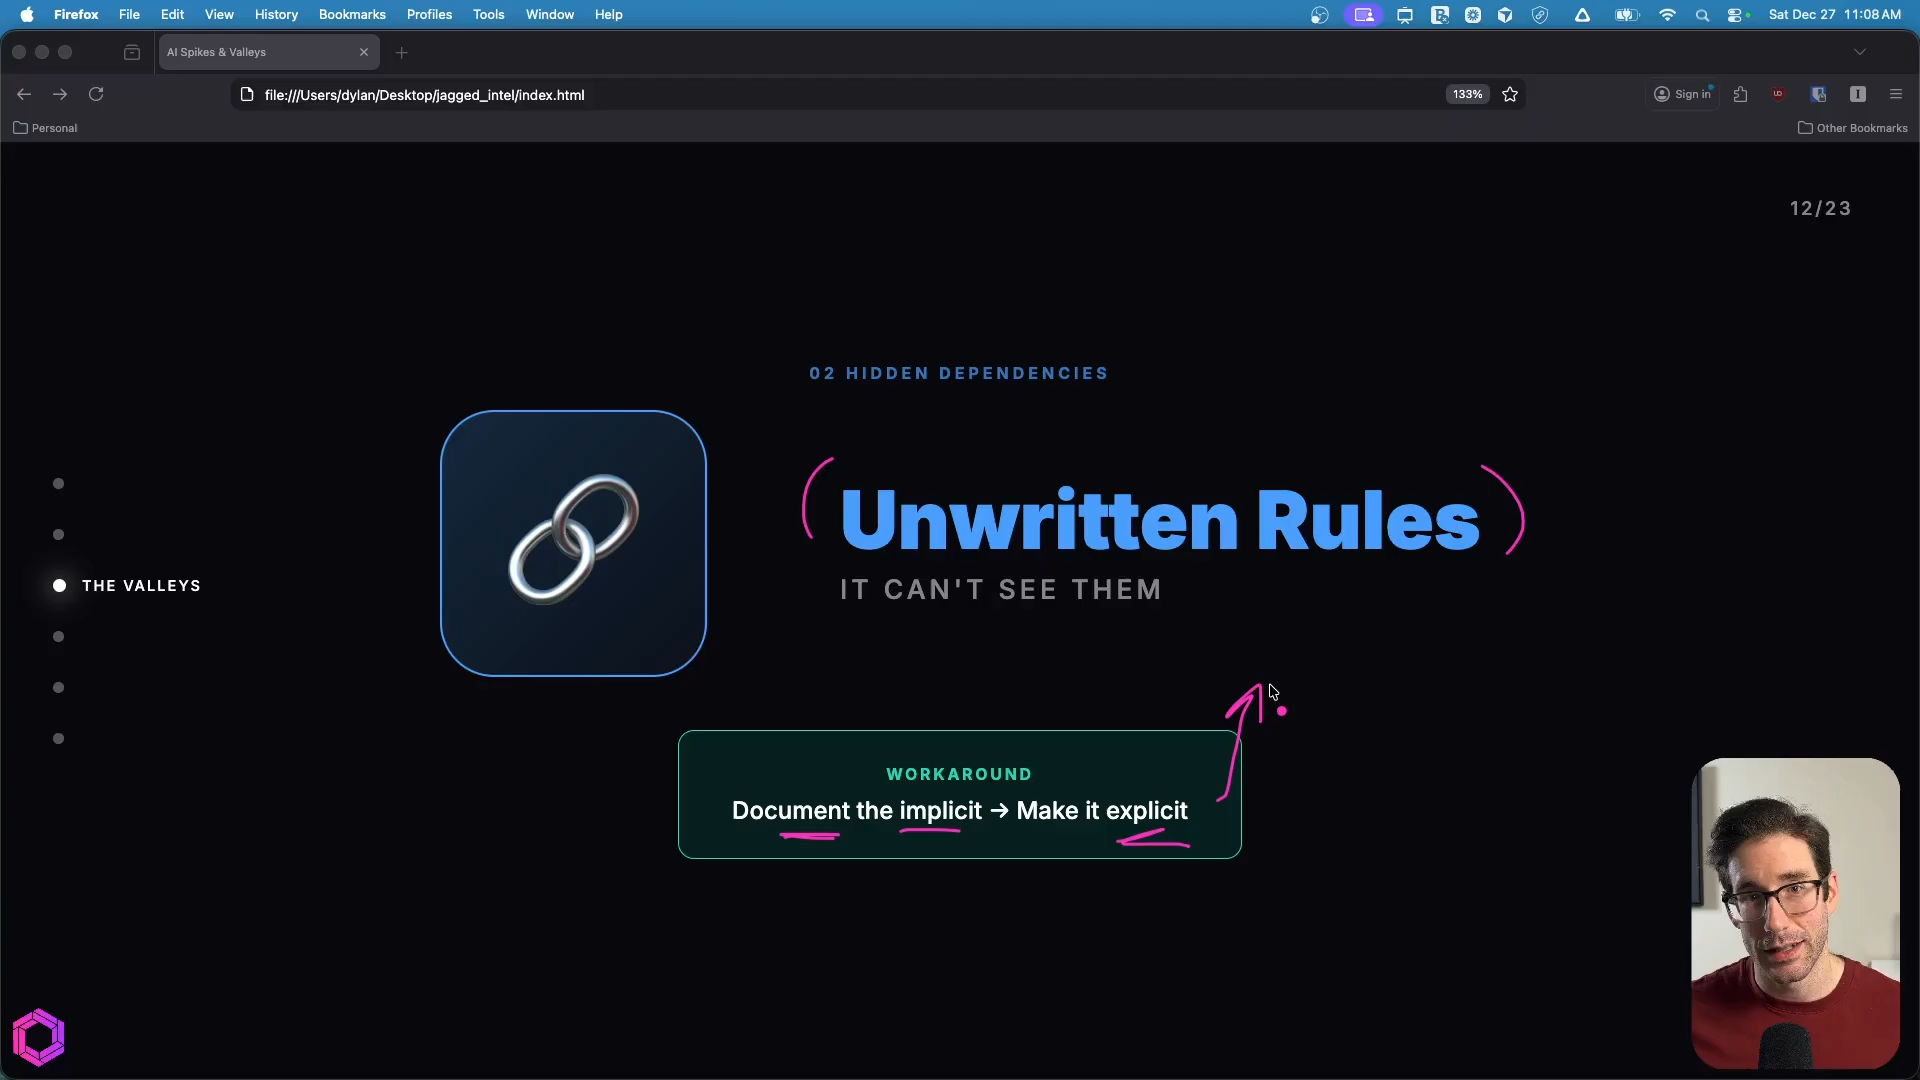 Firefox File Edit View History Bookmarks Profiles Tools Window Help
Sat Dec 27 11:08 AM
AI Spikes & Valleys
file:///Users/dylan/Desktop/jagged_intel/index.html
133%
Sign in
Personal
Other Bookmarks
12/23
02 HIDDEN DEPENDENCIES
Unwritten Rules
IT CAN'T SEE THEM
THE VALLEYS
WORKAROUND
Document the implicit → Make it explicit